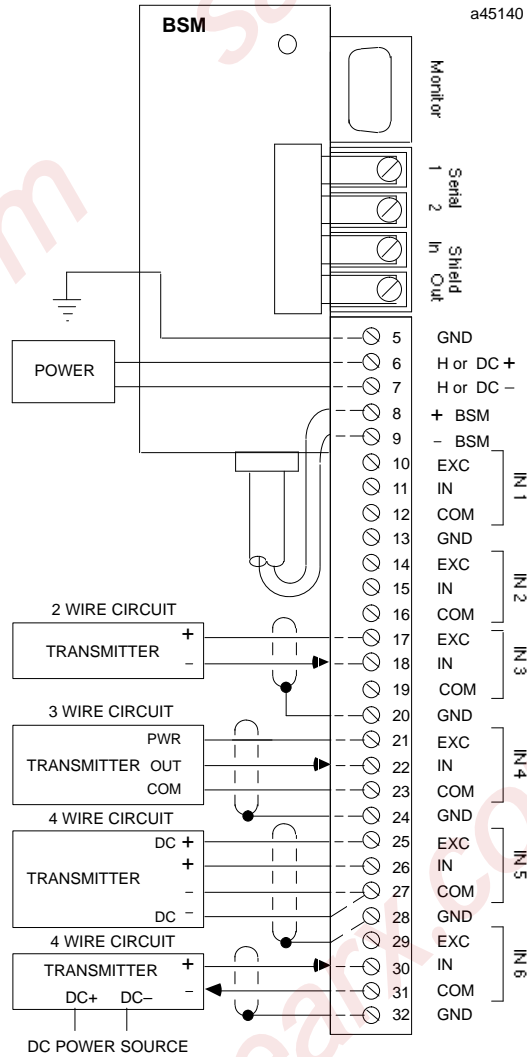 a45140
BSM
Monitor
Serial
1 2
Shield
In Out
5 GND
6 H or DC +
7 H or DC −
8 + BSM
9 − BSM
10 EXC
11 IN
12 COM
IN 1
13 GND
14 EXC
15 IN
16 COM
IN 2
17 EXC
18 IN
19 COM
IN 3
20 GND
21 EXC
22 IN
23 COM
IN 4
24 GND
25 EXC
26 IN
27 COM
IN 5
28 GND
29 EXC
30 IN
31 COM
IN 6
32 GND
POWER
2 WIRE CIRCUIT
TRANSMITTER
+
−
3 WIRE CIRCUIT
PWR
TRANSMITTER OUT
COM
4 WIRE CIRCUIT
DC +
+
TRANSMITTER
−
DC −
4 WIRE CIRCUIT
TRANSMITTER +
−
DC+ DC−
DC POWER SOURCE